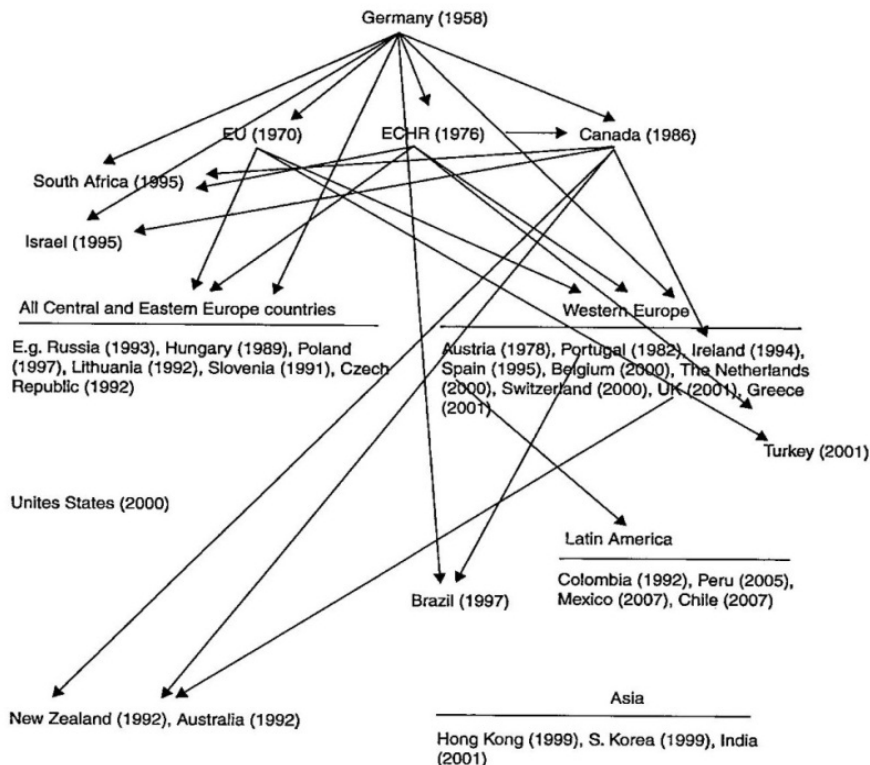 Germany (1958)
EU (1970)
ECHR (1976)
Canada (1986)
South Africa (1995)
Israel (1995)
All Central and Eastern Europe countries
E.g. Russia (1993), Hungary (1989), Poland
(1997), Lithuania (1992), Slovenia (1991), Czech
Republic (1992)
Western Europe
Austria (1978), Portugal (1982), Ireland (1994),
Spain (1995), Belgium (2000), The Netherlands
(2000), Switzerland (2000), UK (2001), Greece
(2001)
Turkey (2001)
Unites States (2000)
Latin America
Colombia (1992), Peru (2005),
Mexico (2007), Chile (2007)
Brazil (1997)
New Zealand (1992), Australia (1992)
Asia
Hong Kong (1999), S. Korea (1999), India
(2001)